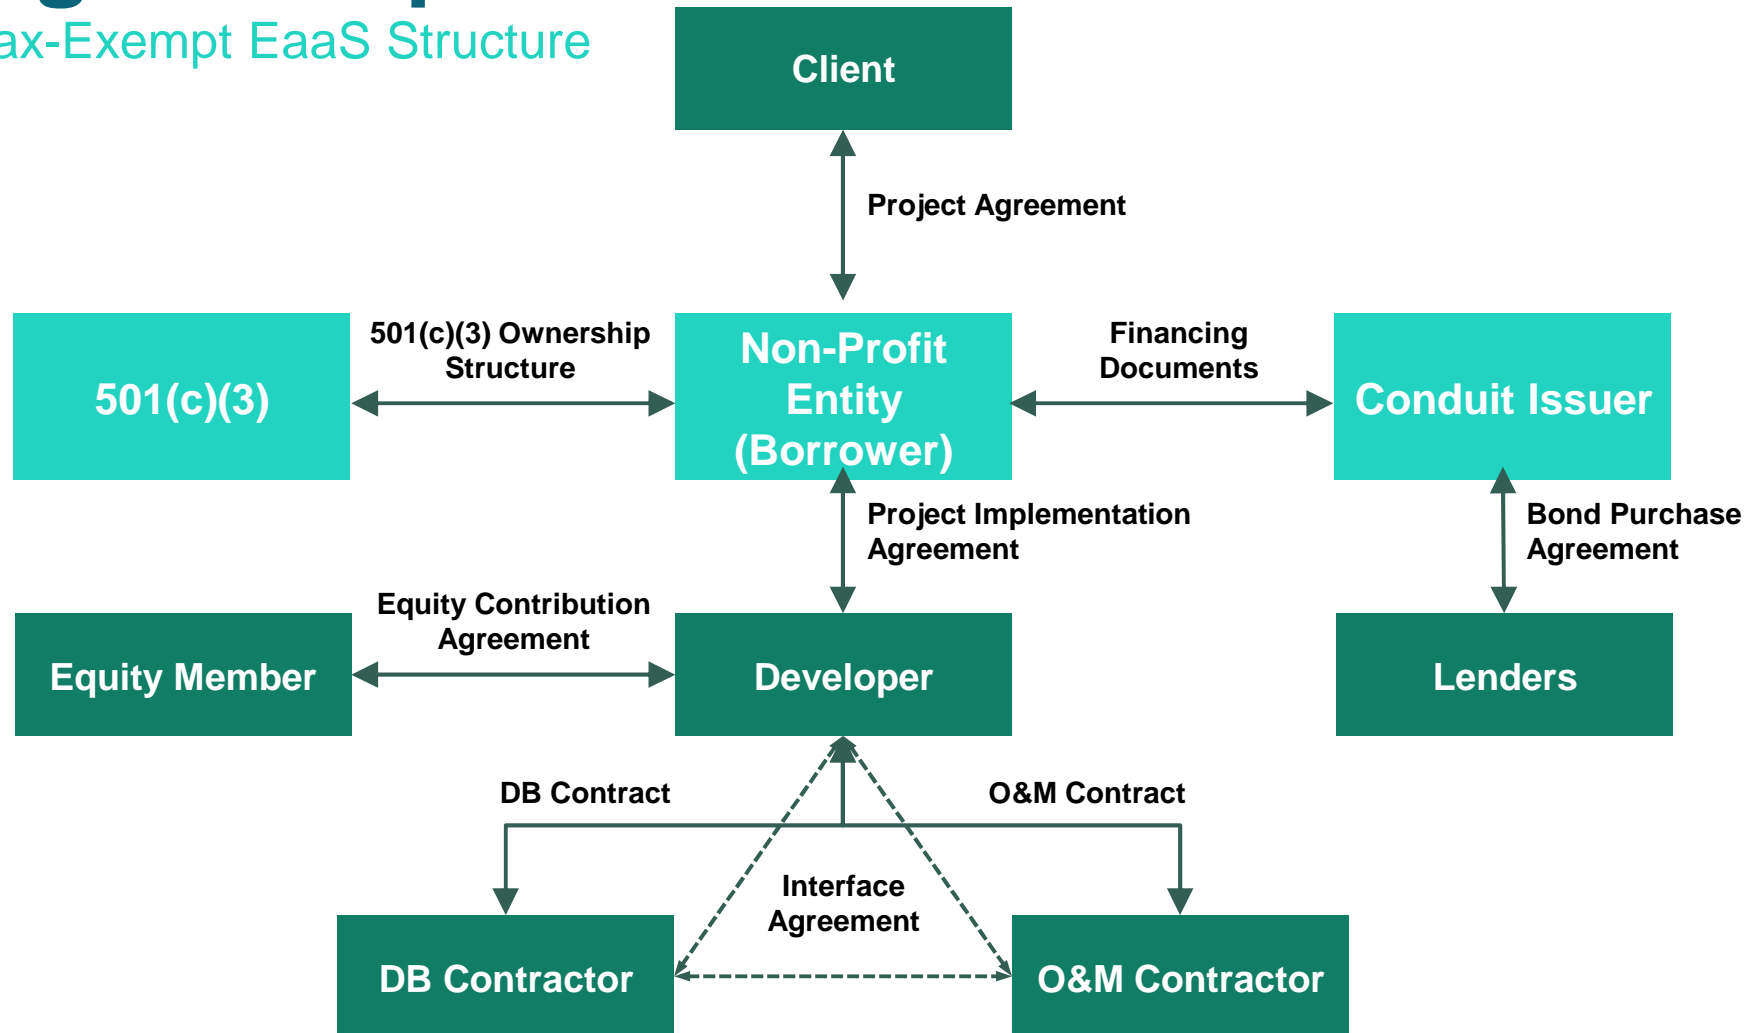 ax-Exempt EaaS Structure
Client
Project Agreement
501(c)(3)
501(c)(3) Ownership
Structure
Non-Profit
Entity
(Borrower)
Financing
Documents
Conduit Issuer
Project Implementation
Agreement
Bond Purchase
Agreement
Equity Member
Equity Contribution
Agreement
Developer
Lenders
DB Contract
O&M Contract
Interface
Agreement
DB Contractor
O&M Contractor